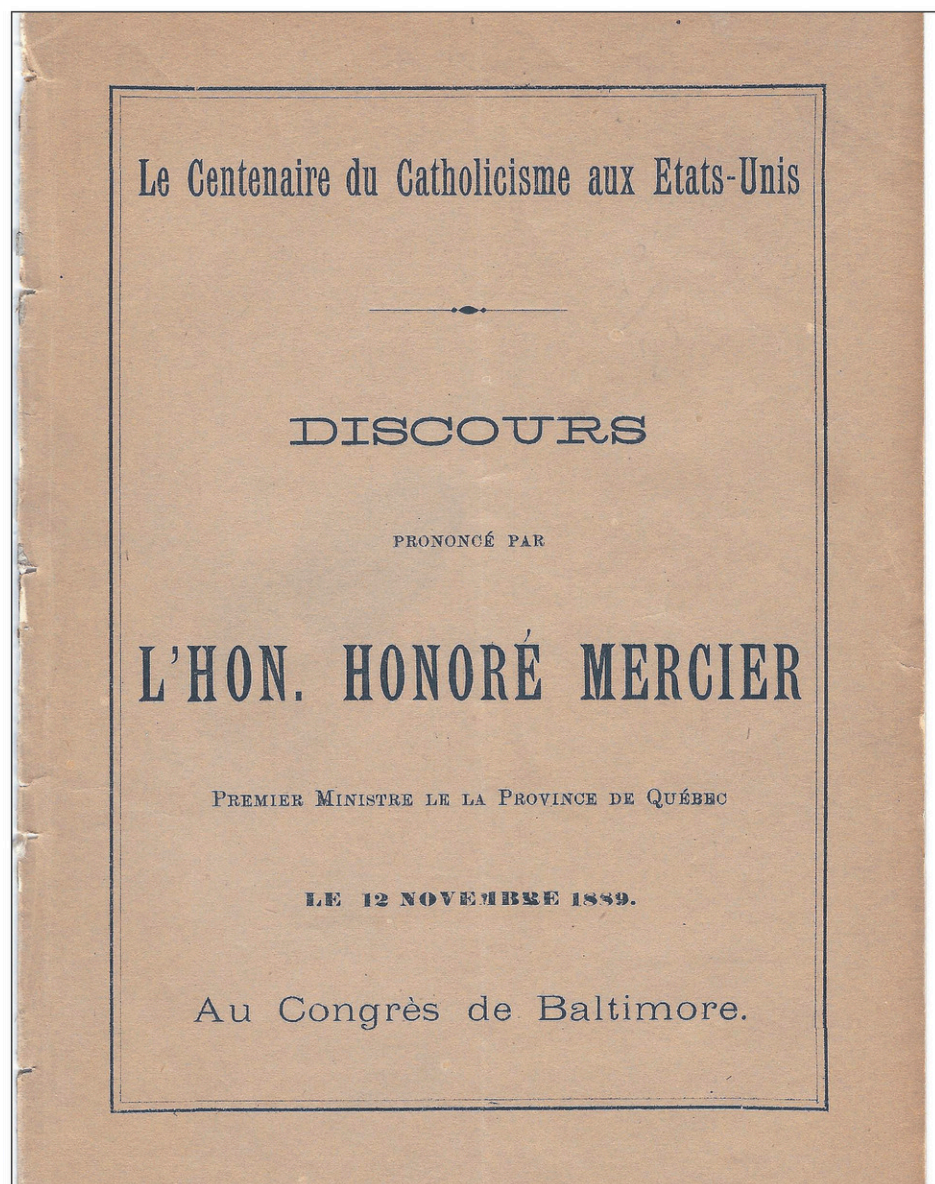 Le Centenaire du Catholicisme aux Etats-Unis
DISCOURS
PRONONCÉ PAR
L'HON. HONORÉ MERCIER
PREMIER MINISTRE LE LA PROVINCE DE QUÉBEC
LE 12 NOVEMBRE 1889.
Au Congrès de Baltimore.